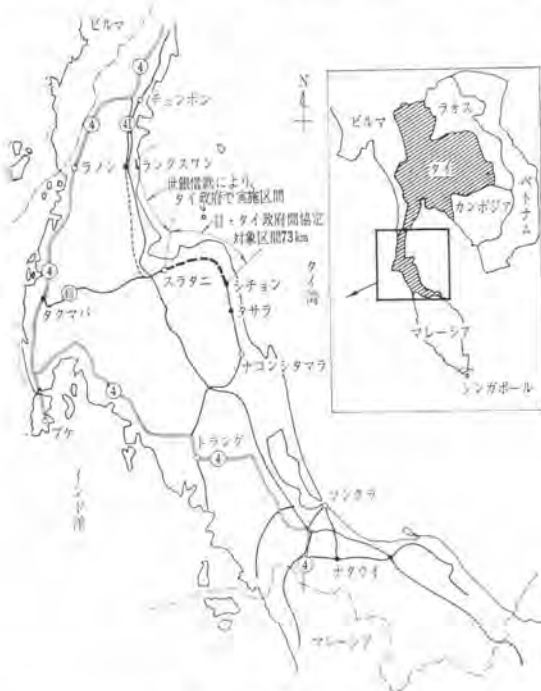 ビルマ
④
④
㊶
チュンポン
ラノン
ラングスワン
世銀借款により、
タイ政府で実施区間
日・タイ政府間協定
対象区間73km
④
スラタニ
シチョン
タサラ
タクマパ
タイ湾
ナコンシタマラ
④
プケ
トラング
④
インド洋
ソンクラ
④
ナタウイ
マレーシア
N
ビルマ
ラオス
タイ
カンボジア
ベトナム
マレーシア
シンガポール